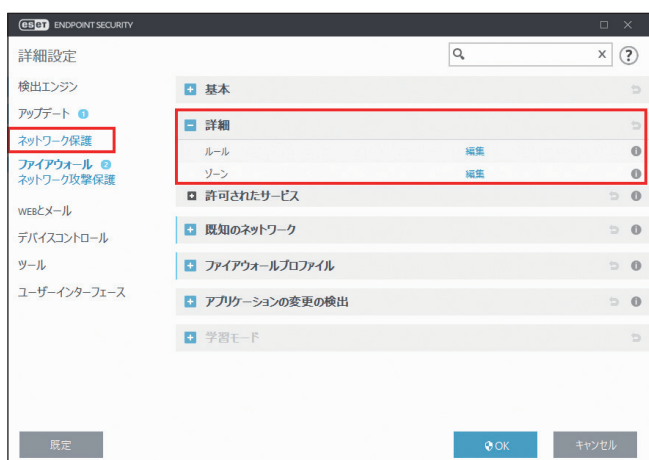 eset ENDPOINT SECURITY
詳細設定
検出エンジン
アップデート 1
ネットワーク保護
ファイアウォール 2
ネットワーク攻撃保護
WEBとメール
デバイスコントロール
ツール
ユーザーインターフェース
基本
詳細
ルール 編集
ゾーン 編集
許可されたサービス
既知のネットワーク
ファイアウォールプロファイル
アプリケーションの変更の検出
学習モード
既定
OK
キャンセル